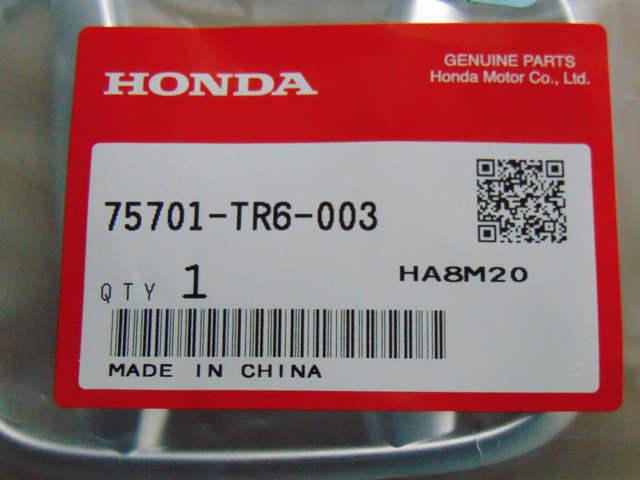 HONDA
GENUINE PARTS
Honda Motor Co., Ltd.
75701-TR6-003
QTY 1
HA8M20
MADE IN CHINA